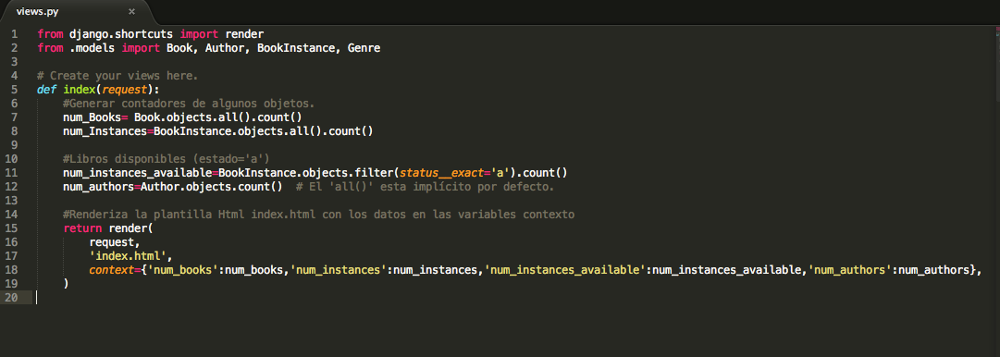 views.py ×
1 from django.shortcuts import render
2 from .models import Book, Author, BookInstance, Genre
3
4 # Create your views here.
5 def index(request):
6     #Generar contadores de algunos objetos.
7     num_Books= Book.objects.all().count()
8     num_Instances=BookInstance.objects.all().count()
9
10     #Libros disponibles (estado='a')
11     num_instances_available=BookInstance.objects.filter(status__exact='a').count()
12     num_authors=Author.objects.count()  # El 'all()' esta implícito por defecto.
13
14     #Renderiza la plantilla Html index.html con los datos en las variables contexto
15     return render(
16         request,
17         'index.html',
18         context={'num_books':num_books,'num_instances':num_instances,'num_instances_available':num_instances_available,'num_authors':num_authors},
19     )
20